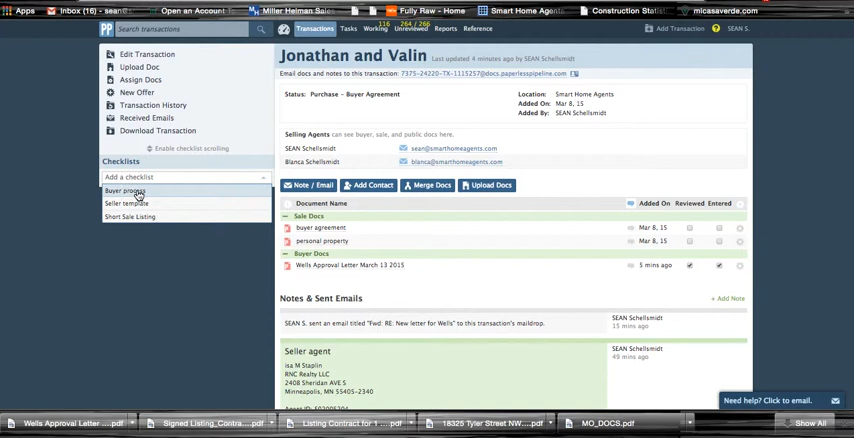 Apps
Inbox (16) - sean@
Open an Account
Miller Heiman Sales
Fully Raw - Home
Smart Home Agents
Construction Statis
micasaverde.com
PP
Search transactions
Transactions
Tasks
116
Working
264 / 266
Unreviewed
Reports
Reference
Add Transaction
?
SEAN S.
Edit Transaction
Upload Doc
Assign Docs
New Offer
Transaction History
Received Emails
Download Transaction
Enable checklist scrolling
Checklists
Add a checklist
Buyer process
Seller template
Short Sale Listing
Jonathan and Valin
Last updated 4 minutes ago by SEAN Schellsmidt
Email docs and notes to this transaction: 7375-24220-TX-1115257@docs.paperlesspipeline.com
Status: Purchase - Buyer Agreement
Location: Smart Home Agents
Added On: Mar 8, 15
Added By: SEAN Schellsmidt
Selling Agents can see buyer, sale, and public docs here.
SEAN Schellsmidt sean@smarthomeagents.com
Blanca Schellsmidt blanca@smarthomeagents.com
Note / Email
Add Contact
Merge Docs
Upload Docs
Document Name Added On Reviewed Entered
Sale Docs
buyer agreement Mar 8, 15
personal property Mar 8, 15
Buyer Docs
Wells Approval Letter March 13 2015 5 mins ago
Notes & Sent Emails
+ Add Note
SEAN S. sent an email titled "Fwd: RE: New letter for Wells" to this transaction's maildrop.
SEAN Schellsmidt
15 mins ago
Seller agent
SEAN Schellsmidt
49 mins ago
isa M Staplin
RNC Realty LLC
2408 Sheridan AVE S
Minneapolis, MN 55405-2340
Need help? Click to email.
Wells Approval Letter ....pdf
Signed Listing_Contra....pdf
Listing Contract for 1 ....pdf
18325 Tyler Street NW....pdf
MO_DOCS.pdf
Show All